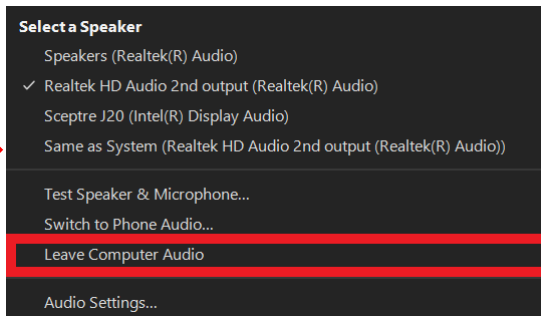 Select a Speaker
Speakers (Realtek(R) Audio)
Realtek HD Audio 2nd output (Realtek(R) Audio)
Sceptre J20 (Intel(R) Display Audio)
Same as System (Realtek HD Audio 2nd output (Realtek(R) Audio))
Test Speaker & Microphone...
Switch to Phone Audio...
Leave Computer Audio
Audio Settings...